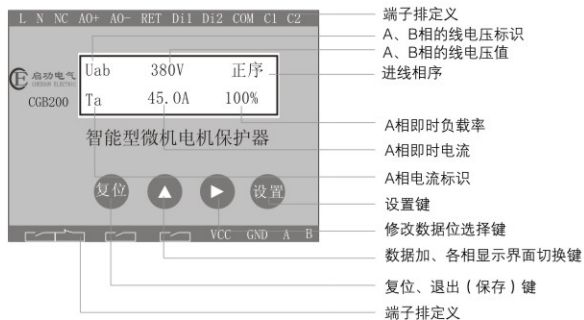 L N NC AO+ AO- RET Di1 Di2 COM C1 C2
启动电气
CGB200
Uab 380V 正序
Ta 45.0A 100%
智能型微机电机保护器
复位 设置
VCC GND A B
端子排定义
A、B相的线电压标识
A、B相的线电压值
进线相序
A相即时负载率
A相即时电流
A相电流标识
设置键
修改数据位选择键
数据加、各相显示界面切换键
复位、退出（保存）键
端子排定义